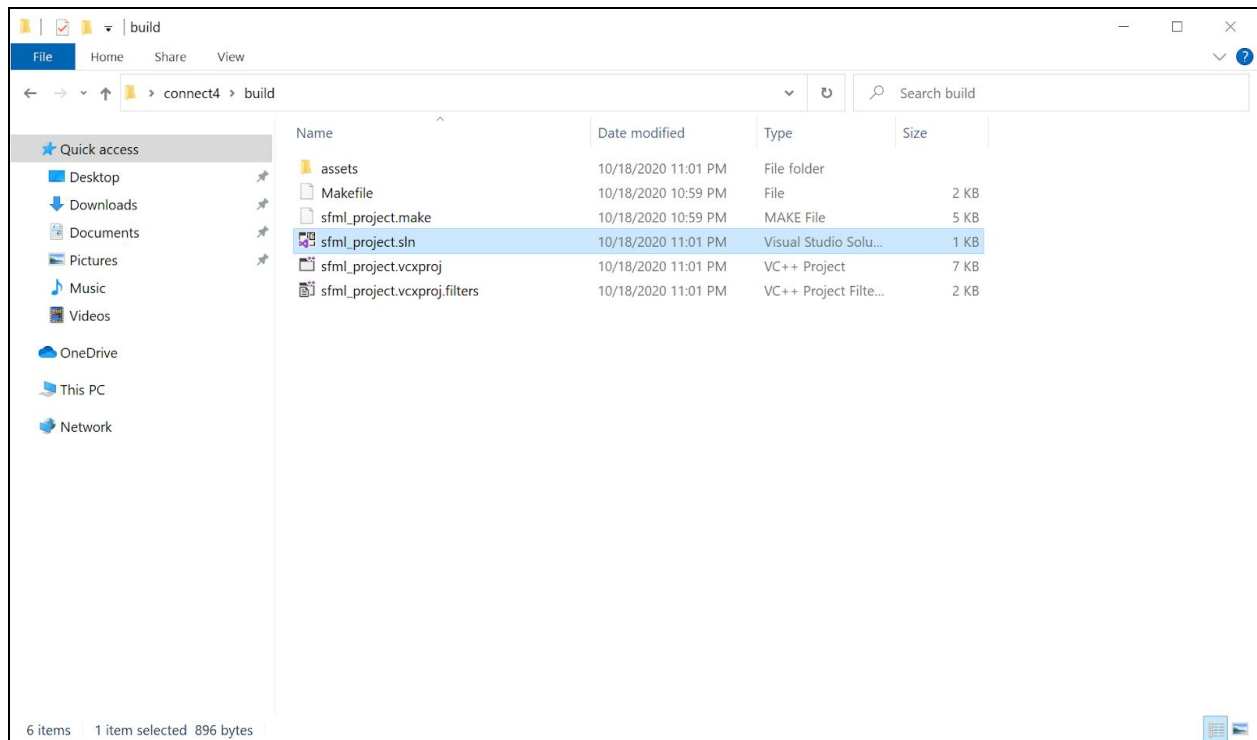 build
File Home Share View
connect4 build Search build
Name Date modified Type Size
Quick access
Desktop
Downloads
Documents
Pictures
Music
Videos
OneDrive
This PC
Network
assets 10/18/2020 11:01 PM File folder
Makefile 10/18/2020 10:59 PM File 2 KB
sfml_project.make 10/18/2020 10:59 PM MAKE File 5 KB
sfml_project.sln 10/18/2020 11:01 PM Visual Studio Solu... 1 KB
sfml_project.vcxproj 10/18/2020 11:01 PM VC++ Project 7 KB
sfml_project.vcxproj.filters 10/18/2020 11:01 PM VC++ Project Filte... 2 KB
6 items 1 item selected 896 bytes